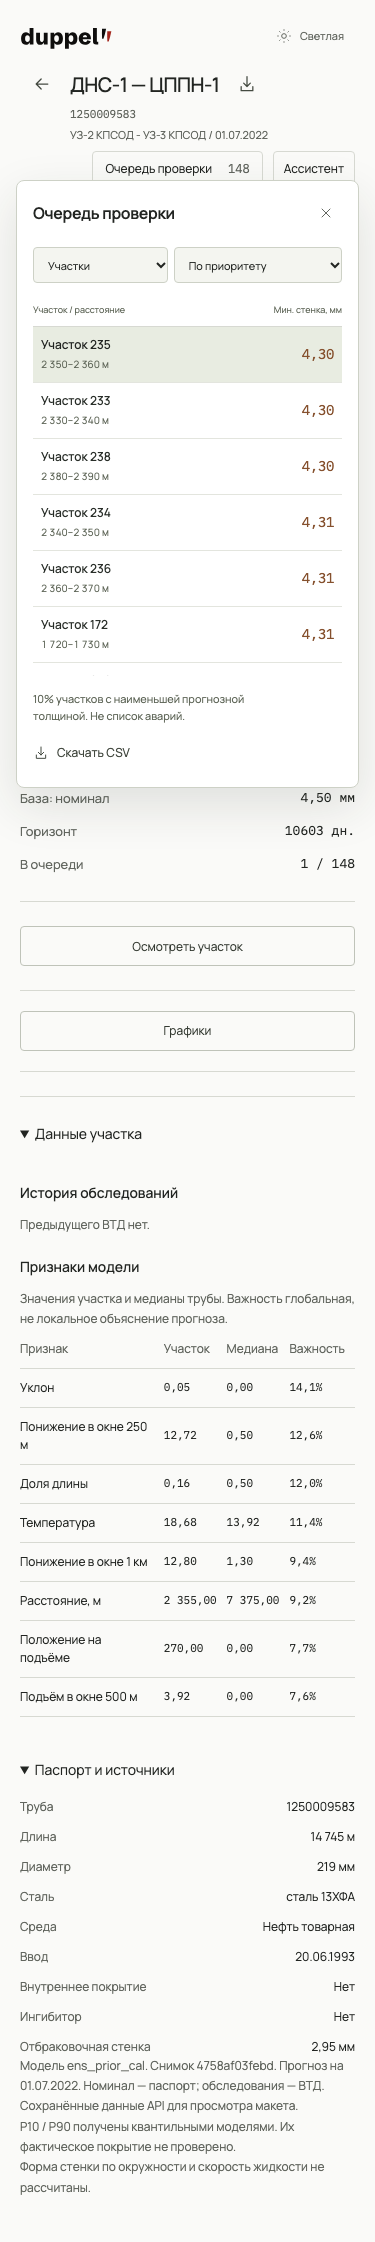 duppel
Светлая
ДНС-1 — ЦППН-1
1250009583
УЗ-2 КПСОД - УЗ-3 КПСОД / 01.07.2022
Очередь проверки 148 Ассистент
Очередь проверки
Участки По приоритету
Участок / расстояние Мин. стенка, мм
Участок 235
2 350–2 360 м
4,30
Участок 233
2 330–2 340 м
4,30
Участок 238
2 380–2 390 м
4,30
Участок 234
2 340–2 350 м
4,31
Участок 236
2 360–2 370 м
4,31
Участок 172
1 720–1 730 м
4,31
10% участков с наименьшей прогнозной
толщиной. Не список аварий.
Скачать CSV
База: номинал 4,50 мм
Горизонт 10603 дн.
В очереди 1 / 148
Осмотреть участок
Графики
▼ Данные участка
История обследований
Предыдущего ВТД нет.
Признаки модели
Значения участка и медианы трубы. Важность глобальная,
не локальное объяснение прогноза.
Признак Участок Медиана Важность
Уклон 0,05 0,00 14,1%
Понижение в окне 250
м
12,72 0,50 12,6%
Доля длины 0,16 0,50 12,0%
Температура 18,68 13,92 11,4%
Понижение в окне 1 км 12,80 1,30 9,4%
Расстояние, м 2 355,00 7 375,00 9,2%
Положение на
подъёме
270,00 0,00 7,7%
Подъём в окне 500 м 3,92 0,00 7,6%
▼ Паспорт и источники
Труба 1250009583
Длина 14 745 м
Диаметр 219 мм
Сталь сталь 13ХФА
Среда Нефть товарная
Ввод 20.06.1993
Внутреннее покрытие Нет
Ингибитор Нет
Отбраковочная стенка 2,95 мм
Модель ens_prior_cal. Снимок 4758af03febd. Прогноз на
01.07.2022. Номинал — паспорт; обследования — ВТД.
Сохранённые данные API для просмотра макета.
P10 / P90 получены квантильными моделями. Их
фактическое покрытие не проверено.
Форма стенки по окружности и скорость жидкости не
рассчитаны.